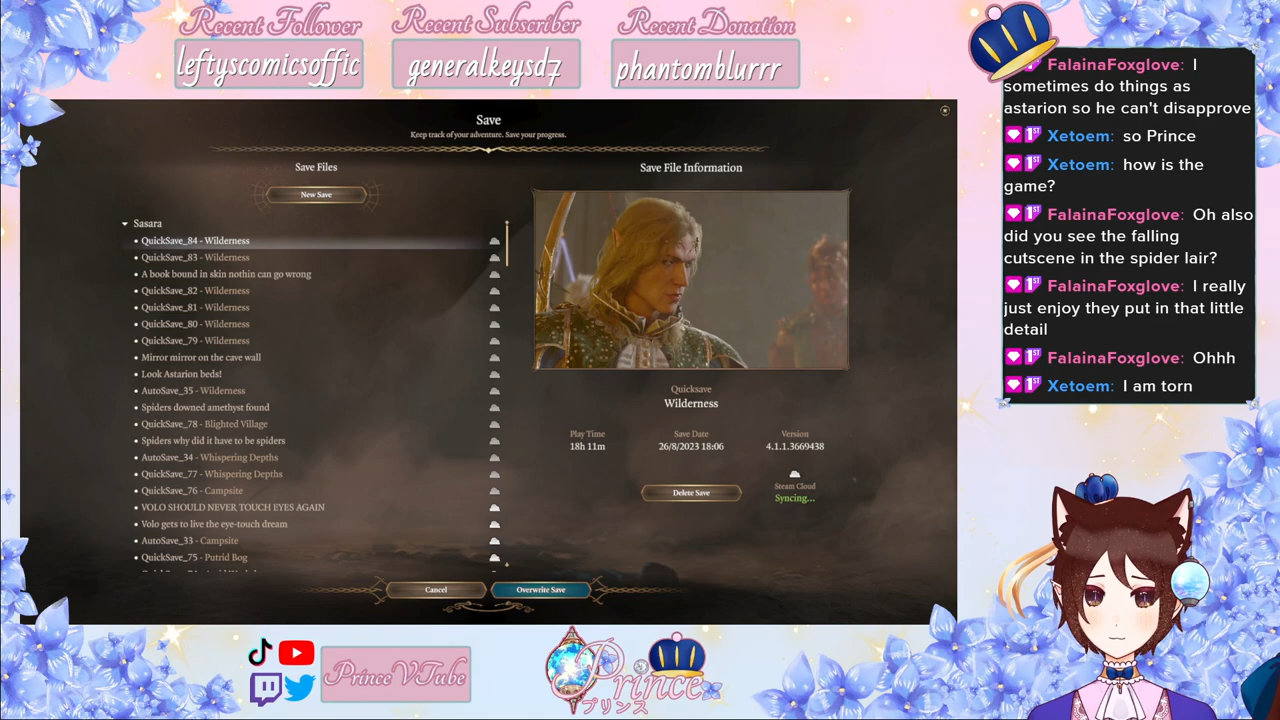 Recent Follower
Recent Subscriber
Recent Donation
leftyscomicsoffic
generalkeysd7
phantomblurrr
Save
Keep track of your adventure. Save your progress.
Save Files
New Save
Sasara
QuickSave_84 - Wilderness
QuickSave_83 - Wilderness
A book bound in skin nothin can go wrong
QuickSave_82 - Wilderness
QuickSave_81 - Wilderness
QuickSave_80 - Wilderness
QuickSave_79 - Wilderness
Mirror mirror on the cave wall
Look Astarion beds!
AutoSave_35 - Wilderness
Spiders downed amethyst found
QuickSave_78 - Blighted Village
Spiders why did it have to be spiders
AutoSave_34 - Whispering Depths
QuickSave_77 - Whispering Depths
QuickSave_76 - Campsite
VOLO SHOULD NEVER TOUCH EYES AGAIN
Volo gets to live the eye-touch dream
AutoSave_33 - Campsite
QuickSave_75 - Putrid Bog
Save File Information
Quicksave
Wilderness
Play Time
18h 11m
Save Date
26/8/2023 18:06
Version
4.1.1.3669438
Delete Save
Steam Cloud
Syncing...
Cancel
Overwrite Save
FalainaFoxglove: I
sometimes do things as
astarion so he can't disapprove
1ST Xetoem: so Prince
1ST Xetoem: how is the
game?
1ST FalainaFoxglove: Oh also
did you see the falling
cutscene in the spider lair?
1ST FalainaFoxglove: I really
just enjoy they put in that little
detail
1ST FalainaFoxglove: Ohhh
1ST Xetoem: I am torn
Prince VTube
Prince
プリンス